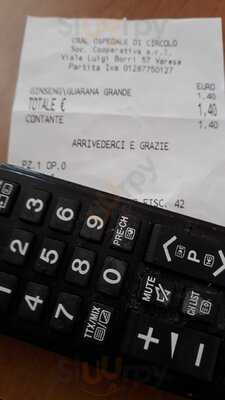 CRAL OSPEDALE DI CIRCOLO
Soc. Cooperativa a.r.l.
Viale Luigi Borri 57 Varese
Partita Iva 01287750127
EURO
GINSENG\GUARANA GRANDE 1,40
TOTALE € 1,40
CONTANTE 1,40
ARRIVEDERCI E GRAZIE
PZ.1 OP.0
FISC. 42
3 6 9 PRE-CH
2 5 8 0
1 4 7 TTX/MIX
P
MUTE
CH LIST
+
Sluurpy